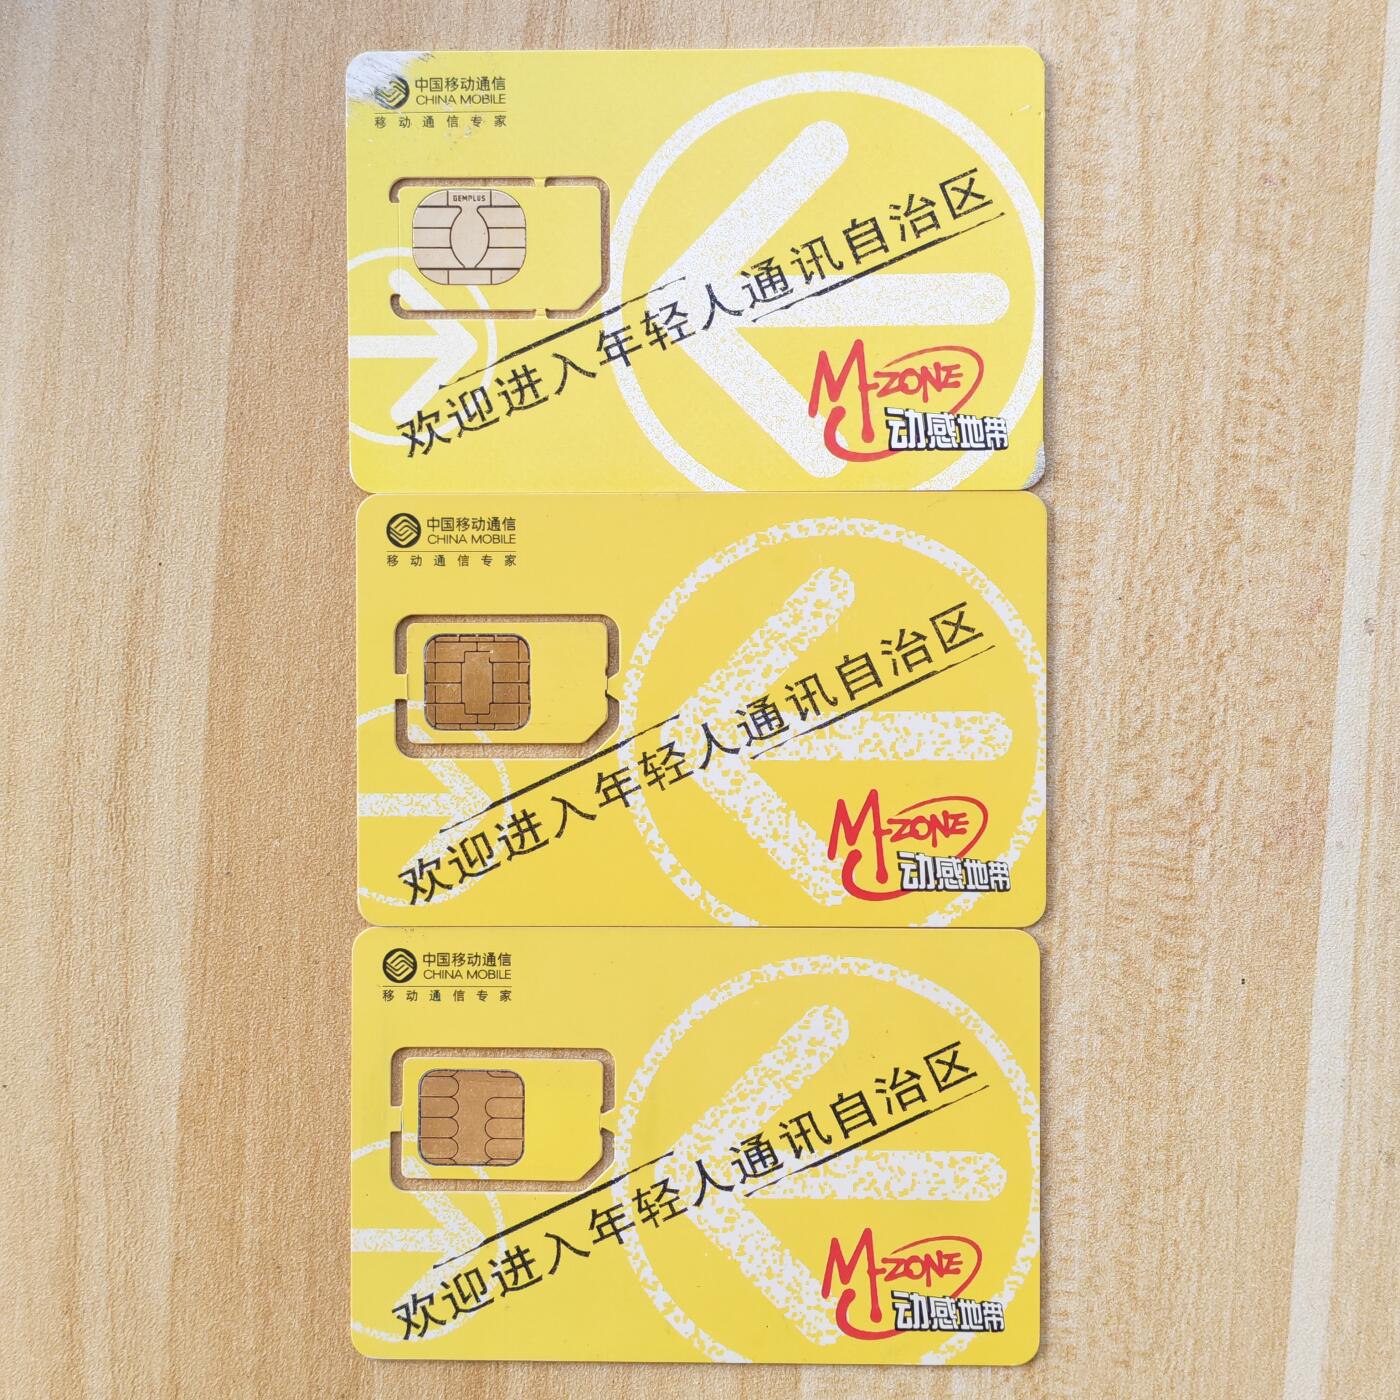 中国移动通信
CHINA MOBILE
移动通信专家
GEMPLUS
欢迎进入年轻人通讯自治区
M-ZONE
动感地带
中国移动通信
CHINA MOBILE
移动通信专家
欢迎进入年轻人通讯自治区
M-ZONE
动感地带
中国移动通信
CHINA MOBILE
移动通信专家
欢迎进入年轻人通讯自治区
M-ZONE
动感地带